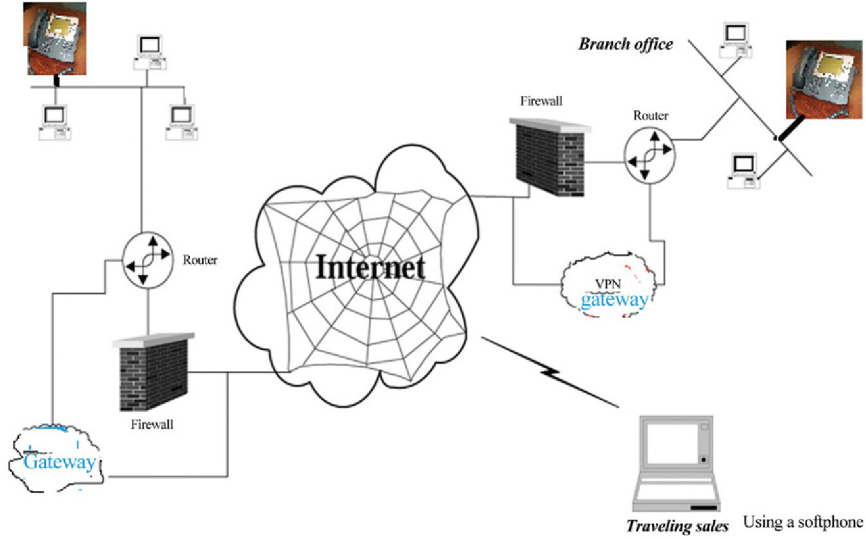 Branch office
Firewall
Router
Internet
Router
VPN
gateway
Firewall
Gateway
Traveling sales
Using a softphone